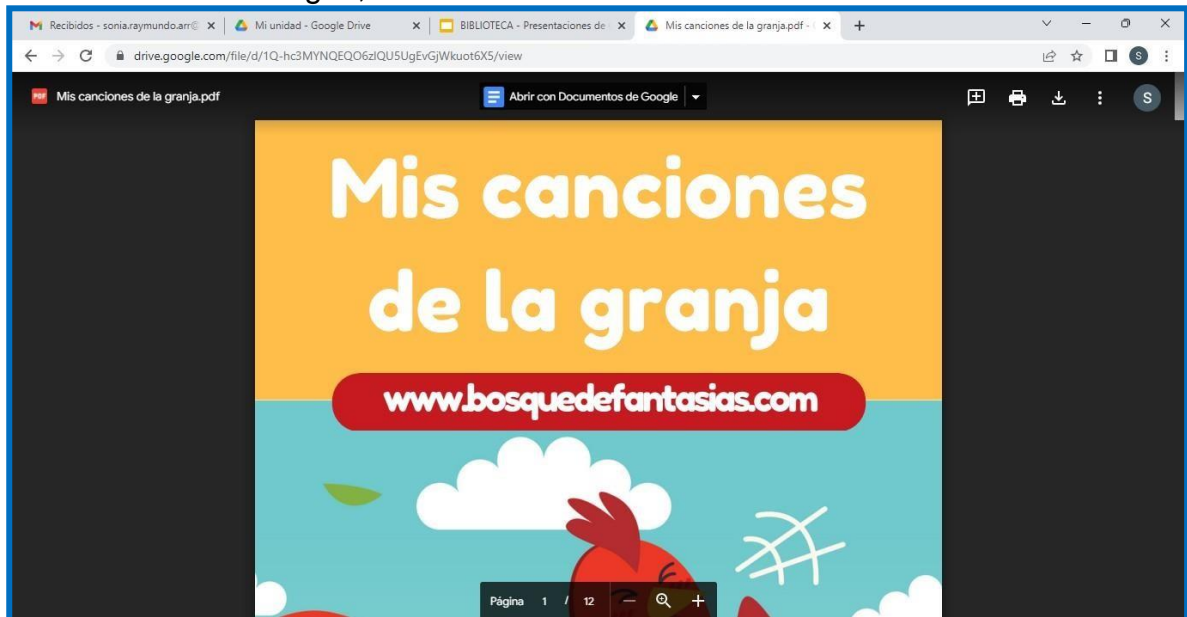 Recibidos - sonia.raymundo.arr@
Mi unidad - Google Drive
BIBLIOTECA - Presentaciones de
Mis canciones de la granja.pdf -
drive.google.com/file/d/1Q-hc3MYNQEQO6zlQU5UgEvGjWkuot6X5/view
S
PDF
Mis canciones de la granja.pdf
Abrir con Documentos de Google
S
Mis canciones
de la granja
www.bosquedefantasias.com
Página 1 / 12